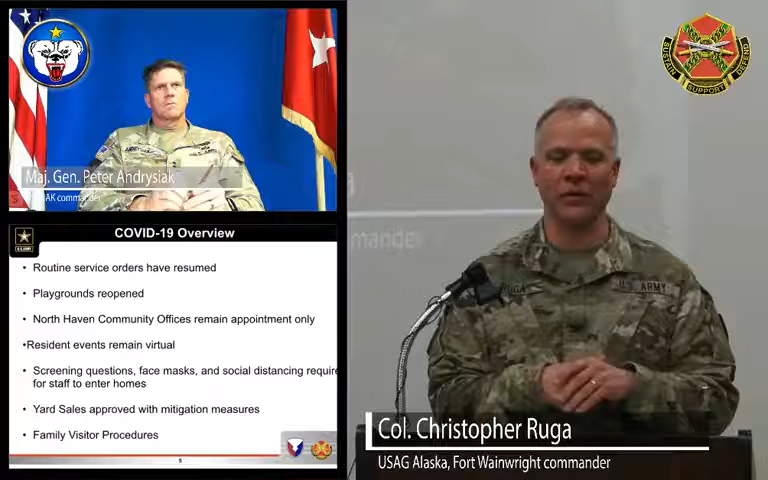 Maj. Gen. Peter Andrysiak
AK commander
U.S. ARMY
COVID-19 Overview
• Routine service orders have resumed
• Playgrounds reopened
• North Haven Community Offices remain appointment only
•Resident events remain virtual
• Screening questions, face masks, and social distancing require
for staff to enter homes
• Yard Sales approved with mitigation measures
• Family Visitor Procedures
5
SUSTAIN SUPPORT DEFEND
mander
RUGA
U.S. ARMY
Col. Christopher Ruga
USAG Alaska, Fort Wainwright commander